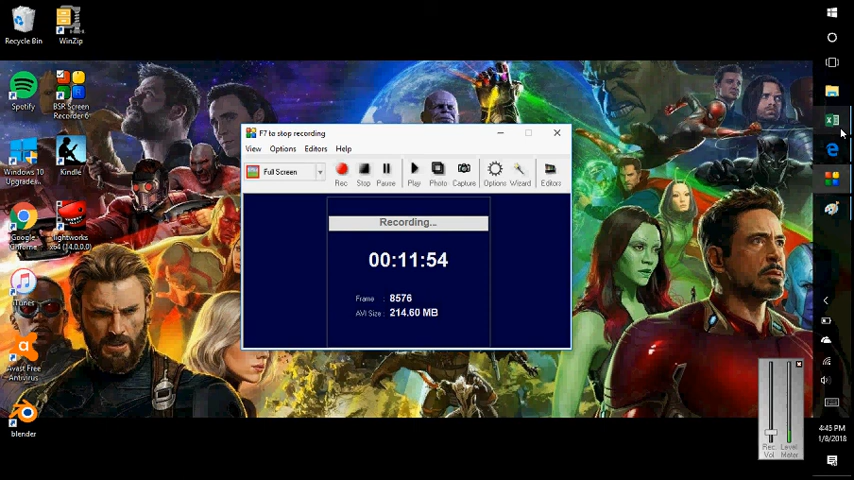 Recycle Bin
WinZip
Spotify
BSR Screen
Recorder 6
Windows 10
Upgrade...
Kindle
Google
Chrome
lightworks
x64 (14.0.0.0)
iTunes
Avast Free
Antivirus
blender
F7 to stop recording
View Options Editors Help
Full Screen
Rec Stop Pause Play Photo Capture Options Wizard Editors
Recording...
00:11:54
Frame : 8576
AVI Size : 214.60 MB
Rec. Level
Vol Meter
4:45 PM
1/8/2018